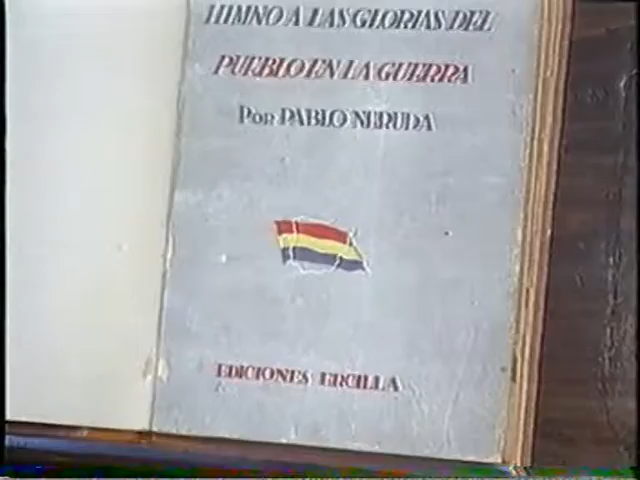 HIMNO A LAS GLORIAS DEL
PUEBLO EN LA GUERRA
POR PABLO NERUDA
EDICIONES ERCILLA